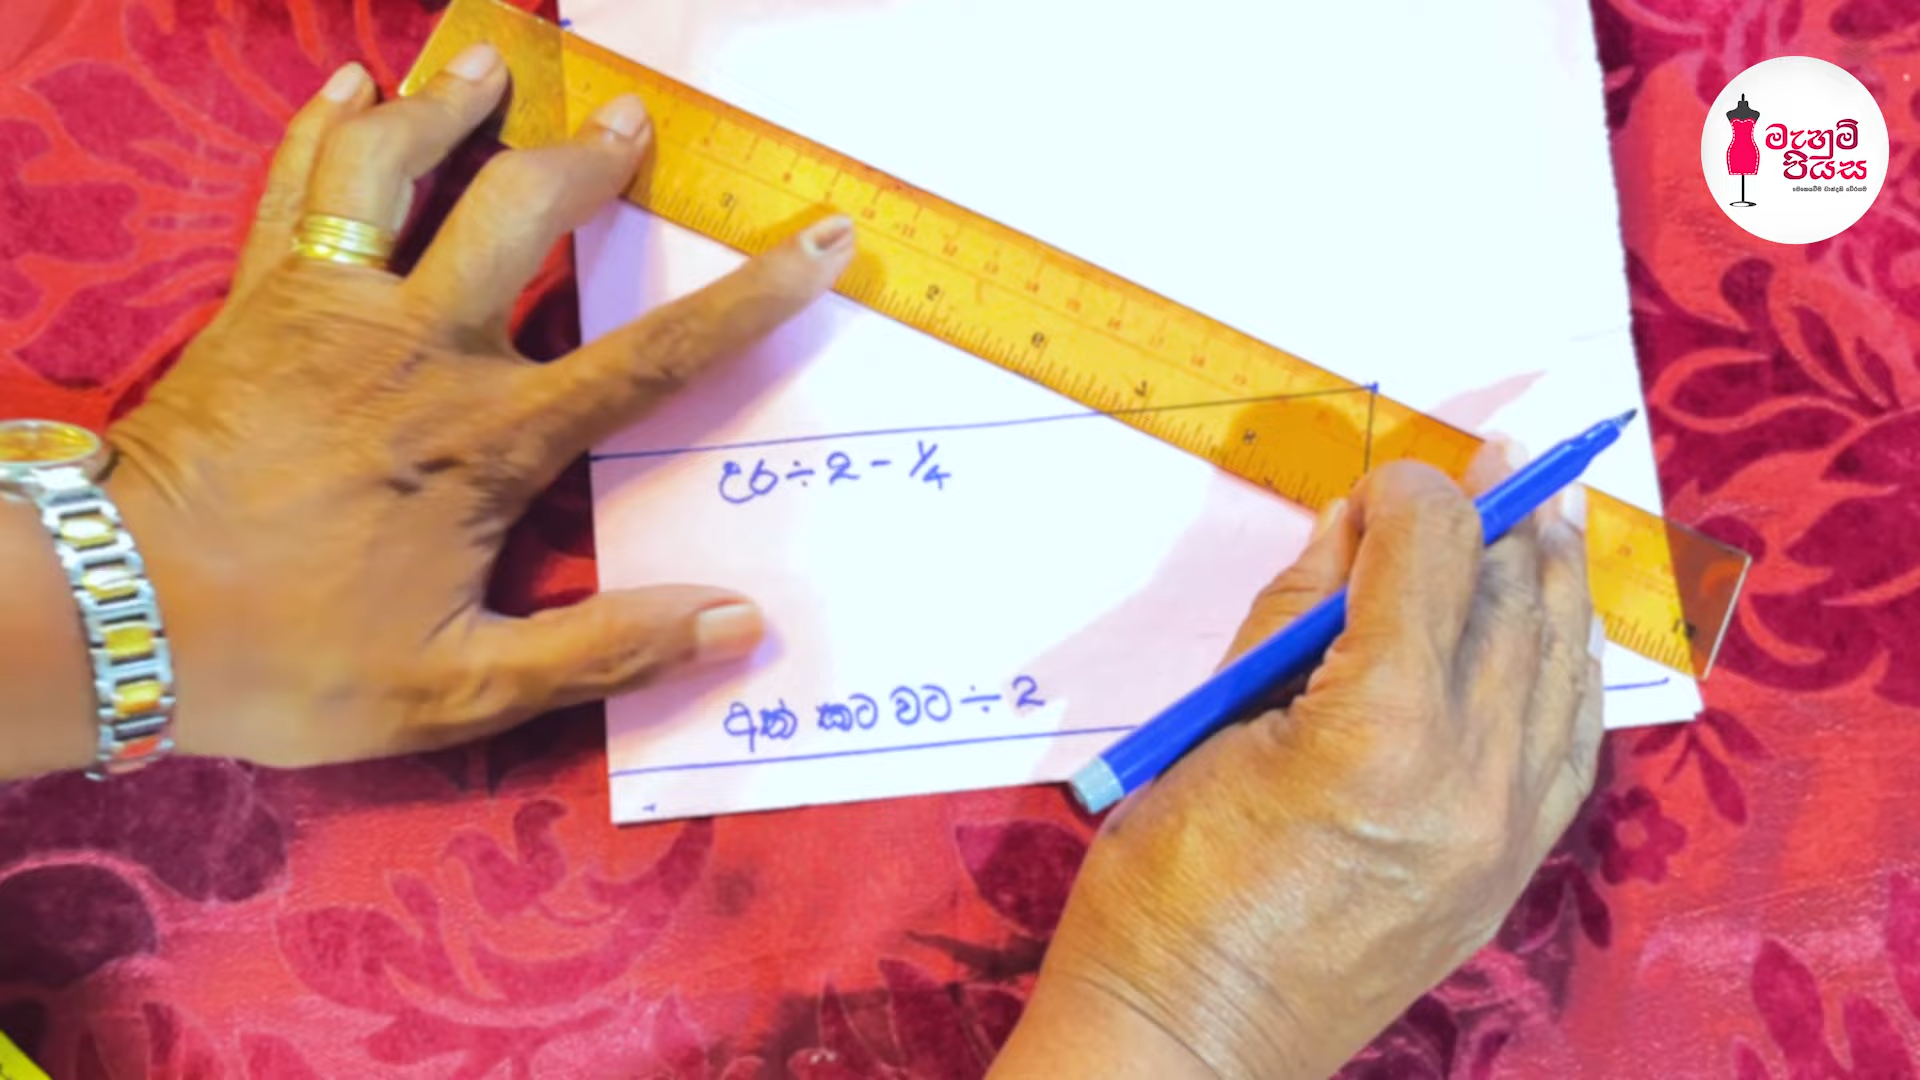 මැහුම්
පියස
උර ÷ 2 - 1/4
අත් කට වට ÷ 2